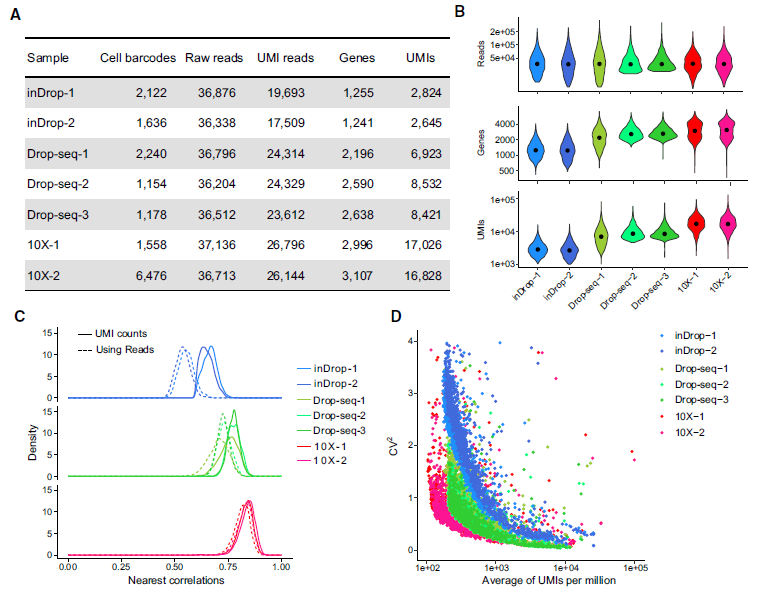 A
Sample Cell barcodes Raw reads UMI reads Genes UMIs
inDrop-1 2,122 36,876 19,693 1,255 2,824
inDrop-2 1,636 36,338 17,509 1,241 2,645
Drop-seq-1 2,240 36,796 24,314 2,196 6,923
Drop-seq-2 1,154 36,204 24,329 2,590 8,532
Drop-seq-3 1,178 36,512 23,612 2,638 8,421
10X-1 1,558 37,136 26,796 2,996 17,026
10X-2 6,476 36,713 26,144 3,107 16,828
B
Reads
2e+05
1e+05
5e+04
Genes
4000
2000
1000
500
UMIs
1e+05
1e+04
1e+03
inDrop-1 inDrop-2 Drop-seq-1 Drop-seq-2 Drop-seq-3 10X-1 10X-2
C
UMI counts
Using Reads
Density
15
10
5
0
15
10
5
0
15
10
5
0
0.00 0.25 0.50 0.75 1.00
Nearest correlations
inDrop-1
inDrop-2
Drop-seq-1
Drop-seq-2
Drop-seq-3
10X-1
10X-2
D
CV2
4
3
2
1
0
1e+02 1e+03 1e+04 1e+05
Average of UMIs per million
inDrop-1
inDrop-2
Drop-seq-1
Drop-seq-2
Drop-seq-3
10X-1
10X-2